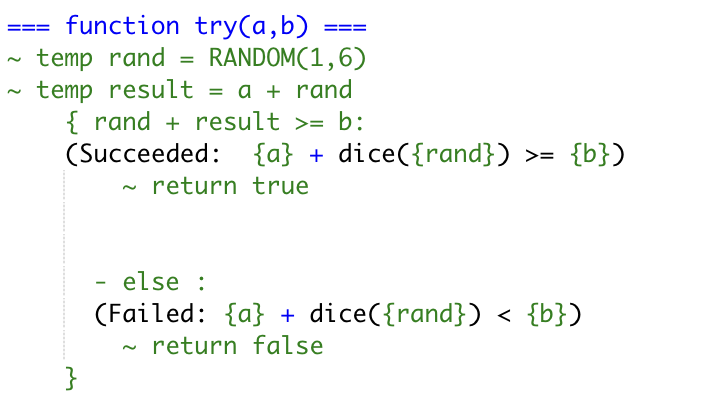 === function try(a,b) ===
~ temp rand = RANDOM(1,6)
~ temp result = a + rand
{ rand + result >= b:
(Succeeded:  {a} + dice({rand}) >= {b})
~ return true
- else :
(Failed: {a} + dice({rand}) < {b})
~ return false
}